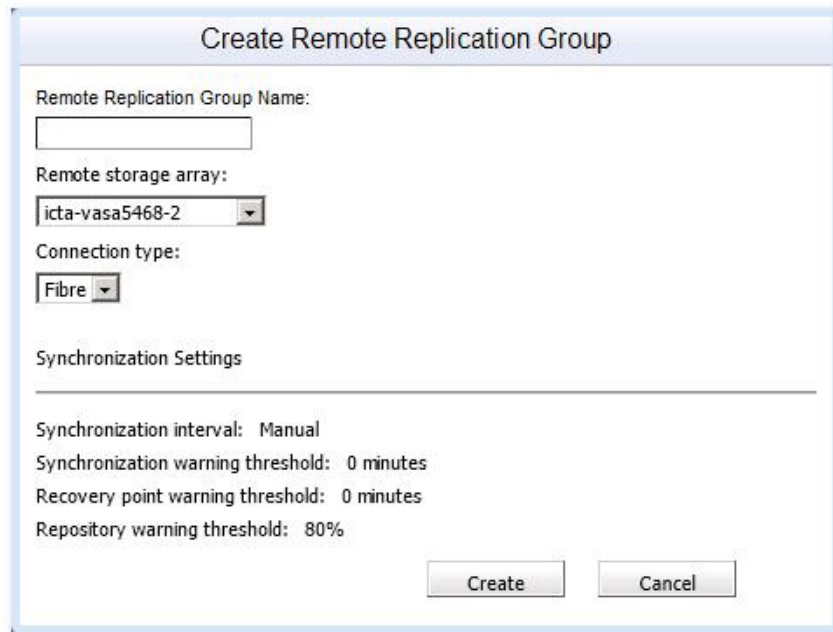 Create Remote Replication Group
Remote Replication Group Name:
Remote storage array:
icta-vasa5468-2
Connection type:
Fibre
Synchronization Settings
Synchronization interval: Manual
Synchronization warning threshold: 0 minutes
Recovery point warning threshold: 0 minutes
Repository warning threshold: 80%
Create Cancel